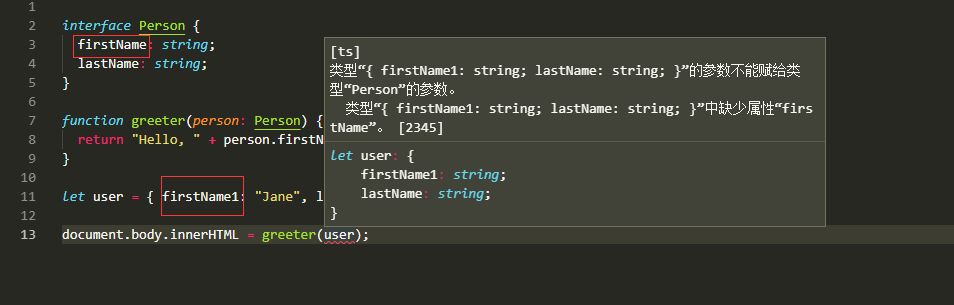 1
2 interface Person {
3 firstName: string;
4 lastName: string;
5 }
6
7 function greeter(person: Person) {
8 return "Hello, " + person.firstN
9 }
10
11 let user = { firstName1: "Jane", l
12
13 document.body.innerHTML = greeter(user);
[ts]
类型“{ firstName1: string; lastName: string; }”的参数不能赋给类
型“Person”的参数。
类型“{ firstName1: string; lastName: string; }”中缺少属性“firs
tName”。 [2345]
let user: {
firstName1: string;
lastName: string;
}